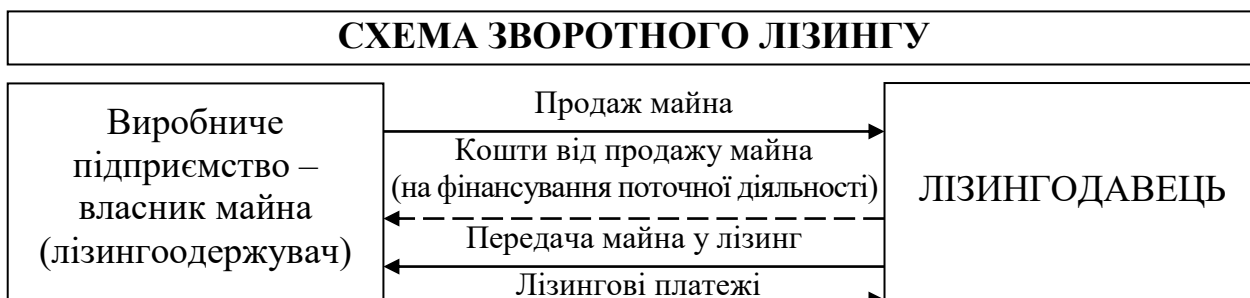 СХЕМА ЗВОРОТНОГО ЛІЗИНГУ
Виробниче
підприємство –
власник майна
(лізингоодержувач)
Продаж майна
Кошти від продажу майна
(на фінансування поточної діяльності)
Передача майна у лізинг
Лізингові платежі
ЛІЗИНГОДАВЕЦЬ